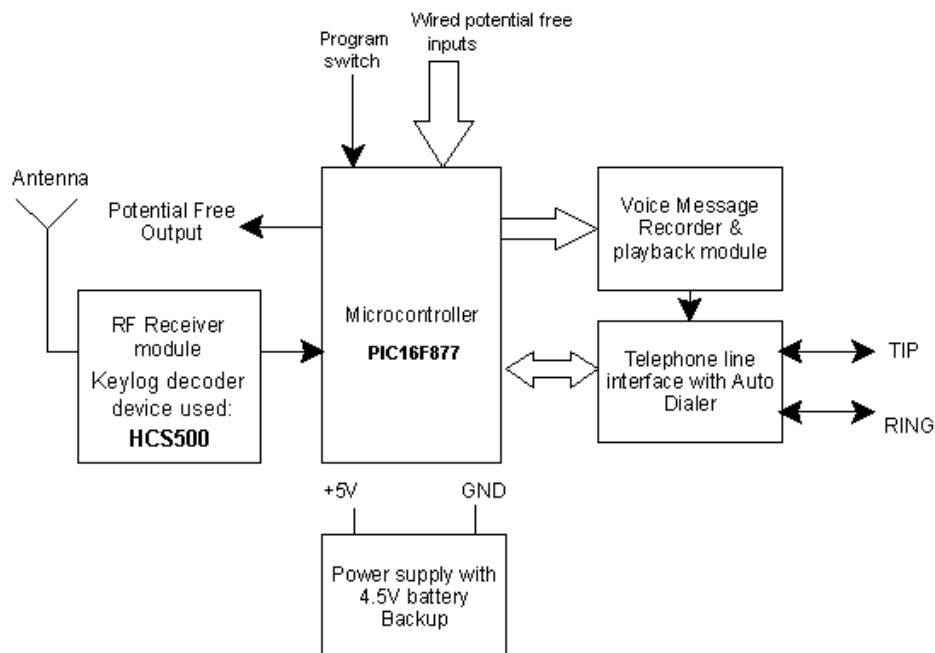 Wired potential free
inputs
Program
switch
Antenna
Potential Free
Output
Voice Message
Recorder &
playback module
RF Receiver
module
Keylog decoder
device used:
HCS500
Microcontroller
PIC16F877
Telephone line
interface with Auto
Dialer
TIP
RING
+5V
GND
Power supply with
4.5V battery
Backup